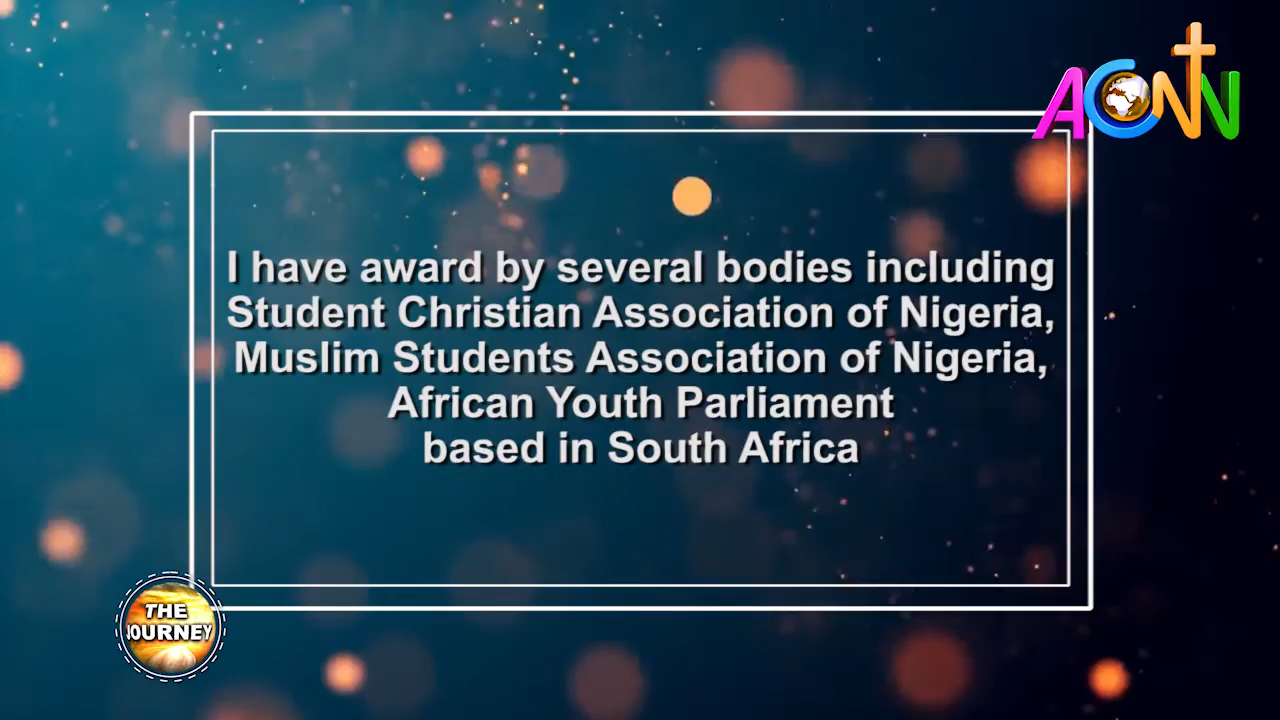 ACNN
I have award by several bodies including
Student Christian Association of Nigeria,
Muslim Students Association of Nigeria,
African Youth Parliament
based in South Africa
THE
JOURNEY